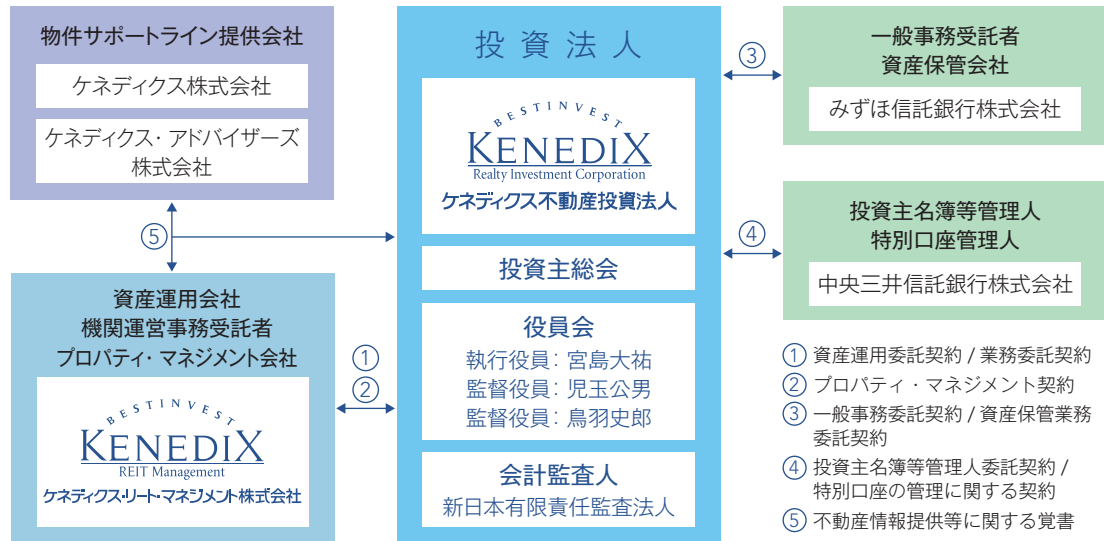 物件サポートライン提供会社
ケネディクス株式会社
ケネディクス・アドバイザーズ
株式会社
⑤
資産運用会社
機関運営事務受託者
プロパティ・マネジメント会社
BESTINVEST
KENEDIX
REIT Management
ケネディクス・リート・マネジメント株式会社
①
②
投資法人
BESTINVEST
KENEDIX
Realty Investment Corporation
ケネディクス不動産投資法人
投資主総会
役員会
執行役員：宮島大祐
監督役員：児玉公男
監督役員：鳥羽史郎
会計監査人
新日本有限責任監査法人
③
一般事務受託者
資産保管会社
みずほ信託銀行株式会社
④
投資主名簿等管理人
特別口座管理人
中央三井信託銀行株式会社
① 資産運用委託契約 / 業務委託契約
② プロパティ・マネジメント契約
③ 一般事務委託契約 / 資産保管業務
委託契約
④ 投資主名簿等管理人委託契約 /
特別口座の管理に関する契約
⑤ 不動産情報提供等に関する覚書